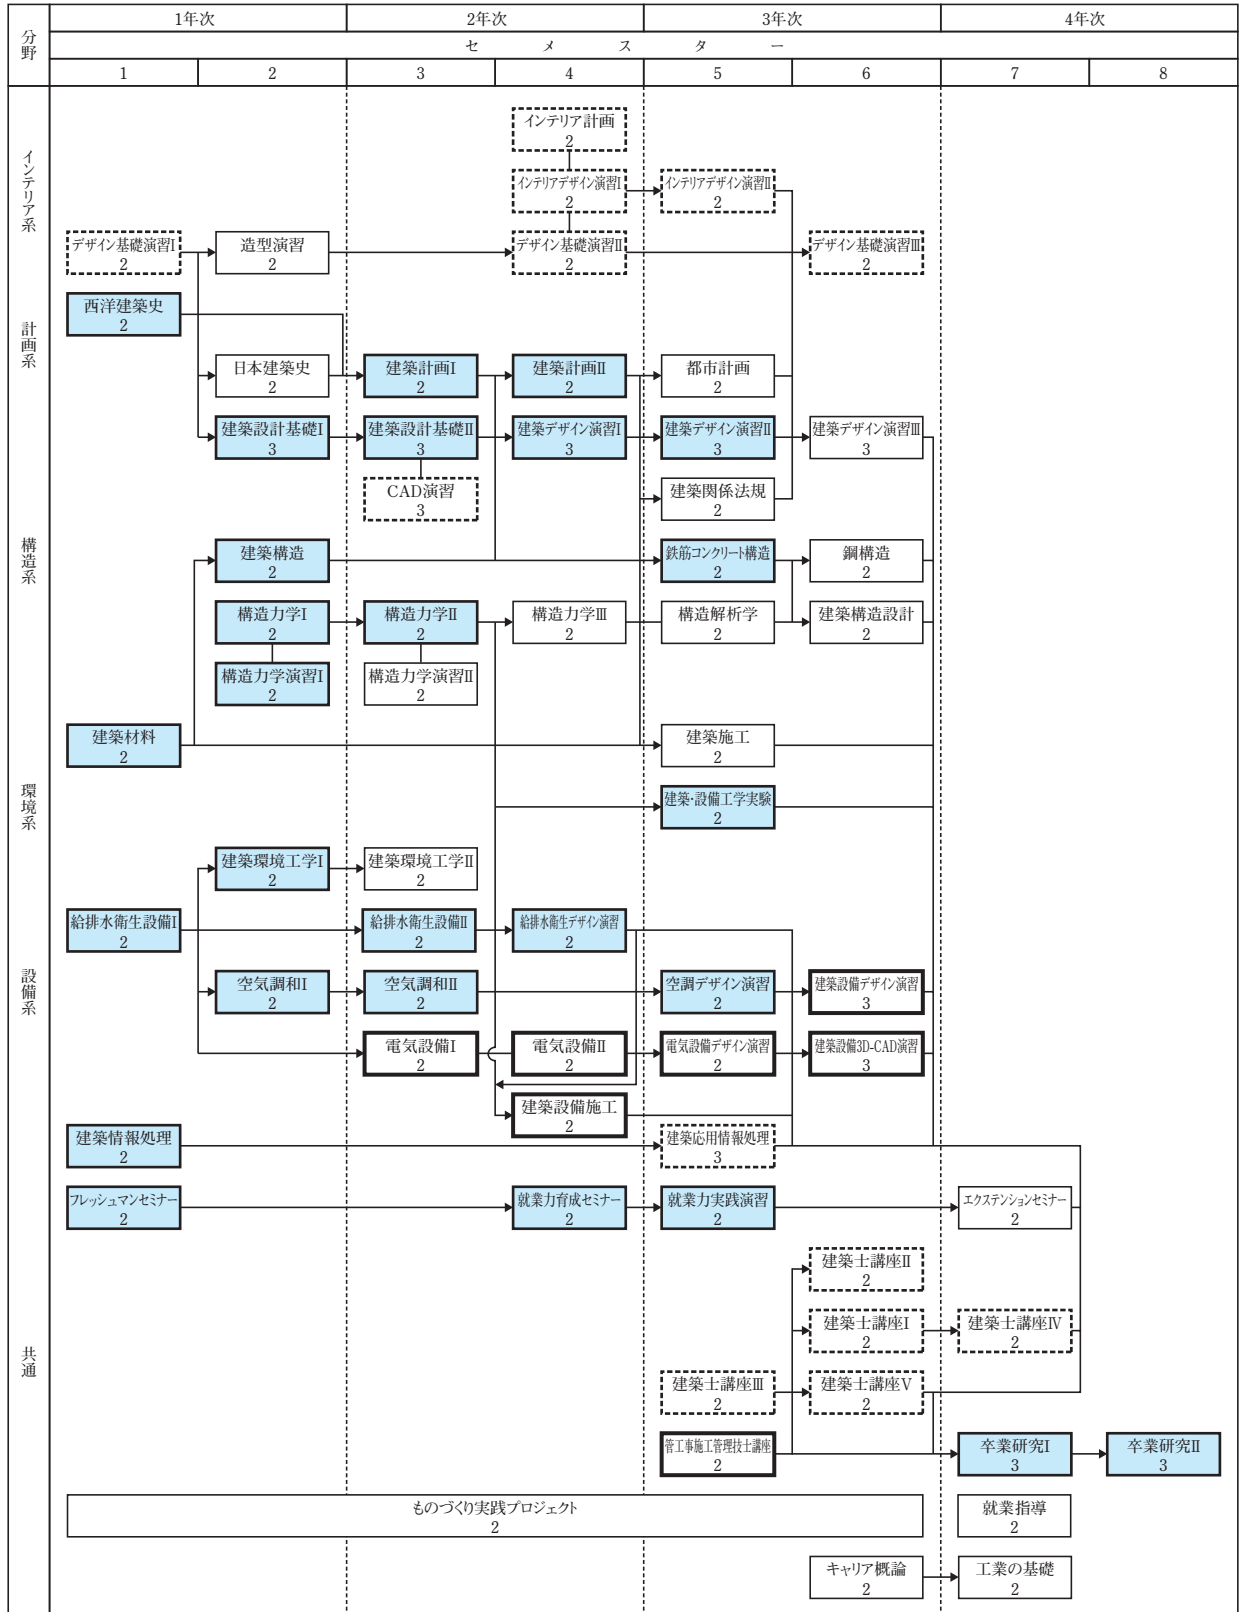 分野
1年次
2年次
3年次
4年次
セメスター
1
2
3
4
5
6
7
8
インテリア系
インテリア計画
2
インテリアデザイン演習I
2
インテリアデザイン演習II
2
デザイン基礎演習I
2
造型演習
2
デザイン基礎演習II
2
デザイン基礎演習III
2
計画系
西洋建築史
2
日本建築史
2
建築計画I
2
建築計画II
2
都市計画
2
建築設計基礎I
3
建築設計基礎II
3
建築デザイン演習I
3
建築デザイン演習II
3
建築デザイン演習III
3
CAD演習
3
建築関係法規
2
構造系
建築構造
2
鉄筋コンクリート構造
2
鋼構造
2
構造力学I
2
構造力学II
2
構造力学III
2
構造解析学
2
建築構造設計
2
構造力学演習I
2
構造力学演習II
2
建築材料
2
建築施工
2
環境系
建築・設備工学実験
2
建築環境工学I
2
建築環境工学II
2
設備系
給排水衛生設備I
2
給排水衛生設備II
2
給排水衛生デザイン演習
2
空気調和I
2
空気調和II
2
空調デザイン演習
2
建築設備デザイン演習
3
電気設備I
2
電気設備II
2
電気設備デザイン演習
2
建築設備3D-CAD演習
3
建築設備施工
2
建築情報処理
2
建築応用情報処理
3
共通
フレッシュマンセミナー
2
就業力育成セミナー
2
就業力実践演習
2
エクステンションセミナー
2
建築士講座II
2
建築士講座I
2
建築士講座IV
2
建築士講座III
2
建築士講座V
2
管工事施工管理技士講座
2
卒業研究I
3
卒業研究II
3
ものづくり実践プロジェクト
2
就業指導
2
キャリア概論
2
工業の基礎
2